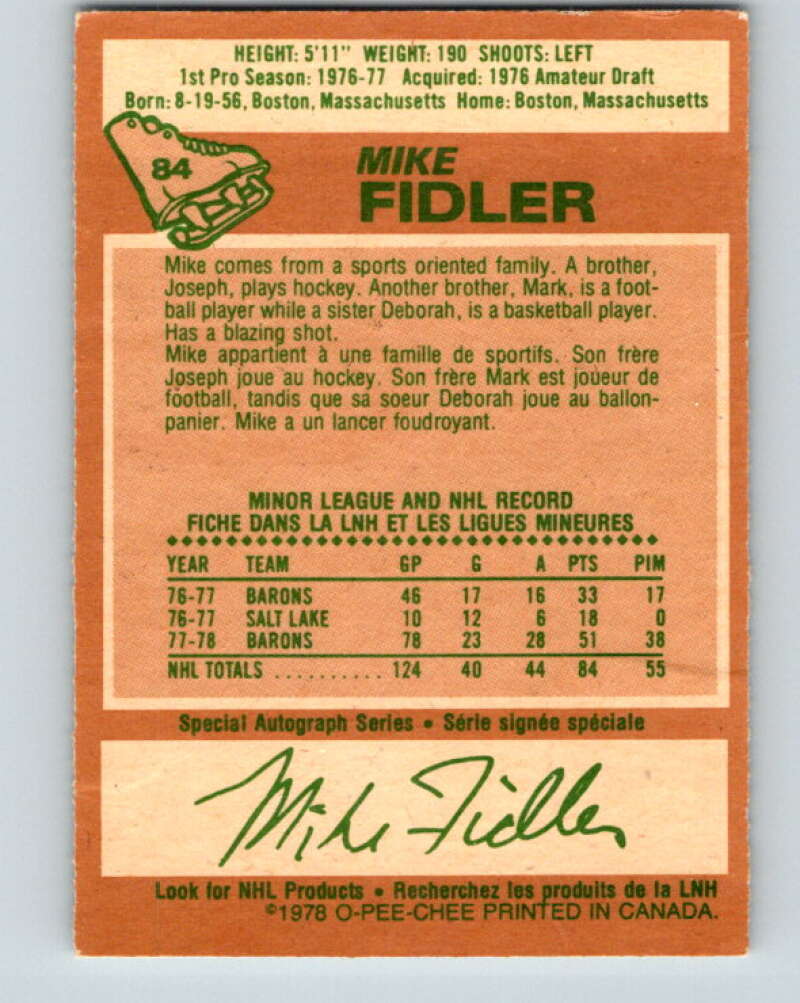 HEIGHT: 5'11" WEIGHT: 190 SHOOTS: LEFT
1st Pro Season: 1976-77 Acquired: 1976 Amateur Draft
Born: 8-19-56, Boston, Massachusetts Home: Boston, Massachusetts
84
MIKE
FIDLER
Mike comes from a sports oriented family. A brother,
Joseph, plays hockey. Another brother, Mark, is a foot-
ball player while a sister Deborah, is a basketball player.
Has a blazing shot.
Mike appartient à une famille de sportifs. Son frère
Joseph joue au hockey. Son frère Mark est joueur de
football, tandis que sa soeur Deborah joue au ballon-
panier. Mike a un lancer foudroyant.
MINOR LEAGUE AND NHL RECORD
FICHE DANS LA LNH ET LES LIGUES MINEURES
YEAR TEAM GP G A PTS PIM
76-77 BARONS 46 17 16 33 17
76-77 SALT LAKE 10 12 6 18 0
77-78 BARONS 78 23 28 51 38
NHL TOTALS .......... 124 40 44 84 55
Special Autograph Series • Série signée spéciale
Mike Fidler
Look for NHL Products • Recherchez les produits de la LNH
©1978 O-PEE-CHEE PRINTED IN CANADA.